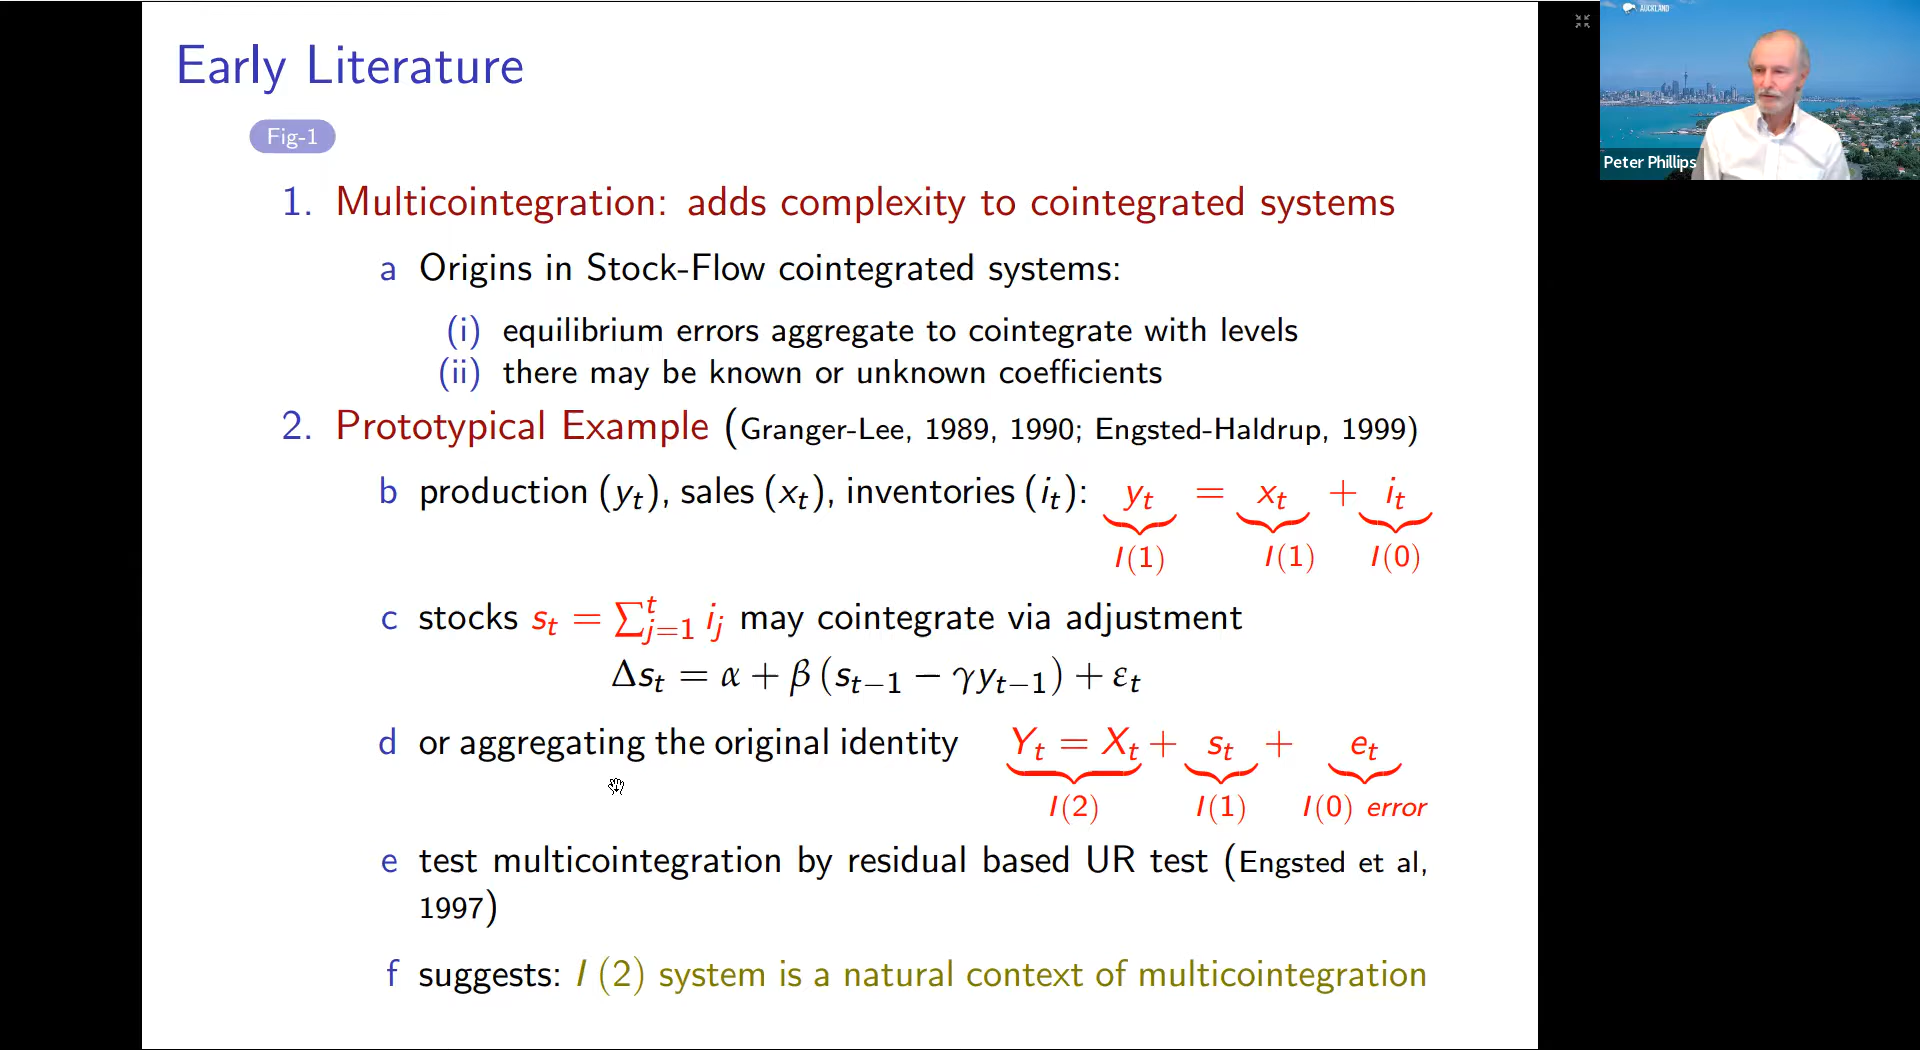 Early Literature
Fig-1
1. Multicointegration: adds complexity to cointegrated systems
a Origins in Stock-Flow cointegrated systems:
(i) equilibrium errors aggregate to cointegrate with levels
(ii) there may be known or unknown coefficients
2. Prototypical Example (Granger-Lee, 1989, 1990; Engsted-Haldrup, 1999)
b production (y_t), sales (x_t), inventories (i_t): y_t = x_t + i_t
I(1) I(1) I(0)
c stocks s_t = ∑_{j=1}^t i_j may cointegrate via adjustment
Δs_t = α + β (s_{t−1} − γy_{t−1}) + ε_t
d or aggregating the original identity Y_t = X_t + s_t + e_t
I(2) I(1) I(0) error
e test multicointegration by residual based UR test (Engsted et al,
1997)
f suggests: I (2) system is a natural context of multicointegration
AUCKLAND
Peter Phillips